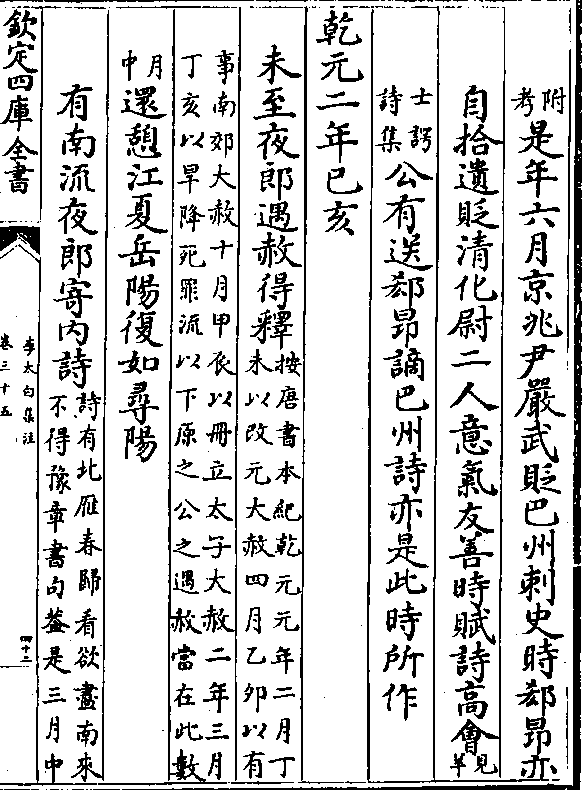 附考是年六月京兆尹嚴武貶巴州刺史時郄昂亦
自拾遺貶清化尉二人意氣友善時賦詩高會見羊
士諤詩集公有送郄昂謫巴州詩亦是此時所作
乾元二年已亥
未至夜郎遇赦得釋按唐書本紀乾元元年二月丁
未以改元大赦四月乙夘以有
事南郊大赦十月甲辰以冊立太子大赦二年三月
丁亥以旱降死罪流以下原之公之遇赦當在此數
月中還憩江夏岳陽復如尋陽
有南流夜郎寄内詩詩有北雁春歸看欲盡南來
不得豫章書句葢是三月中
欽定四庫全書
李太白集注
卷三十五
四十二